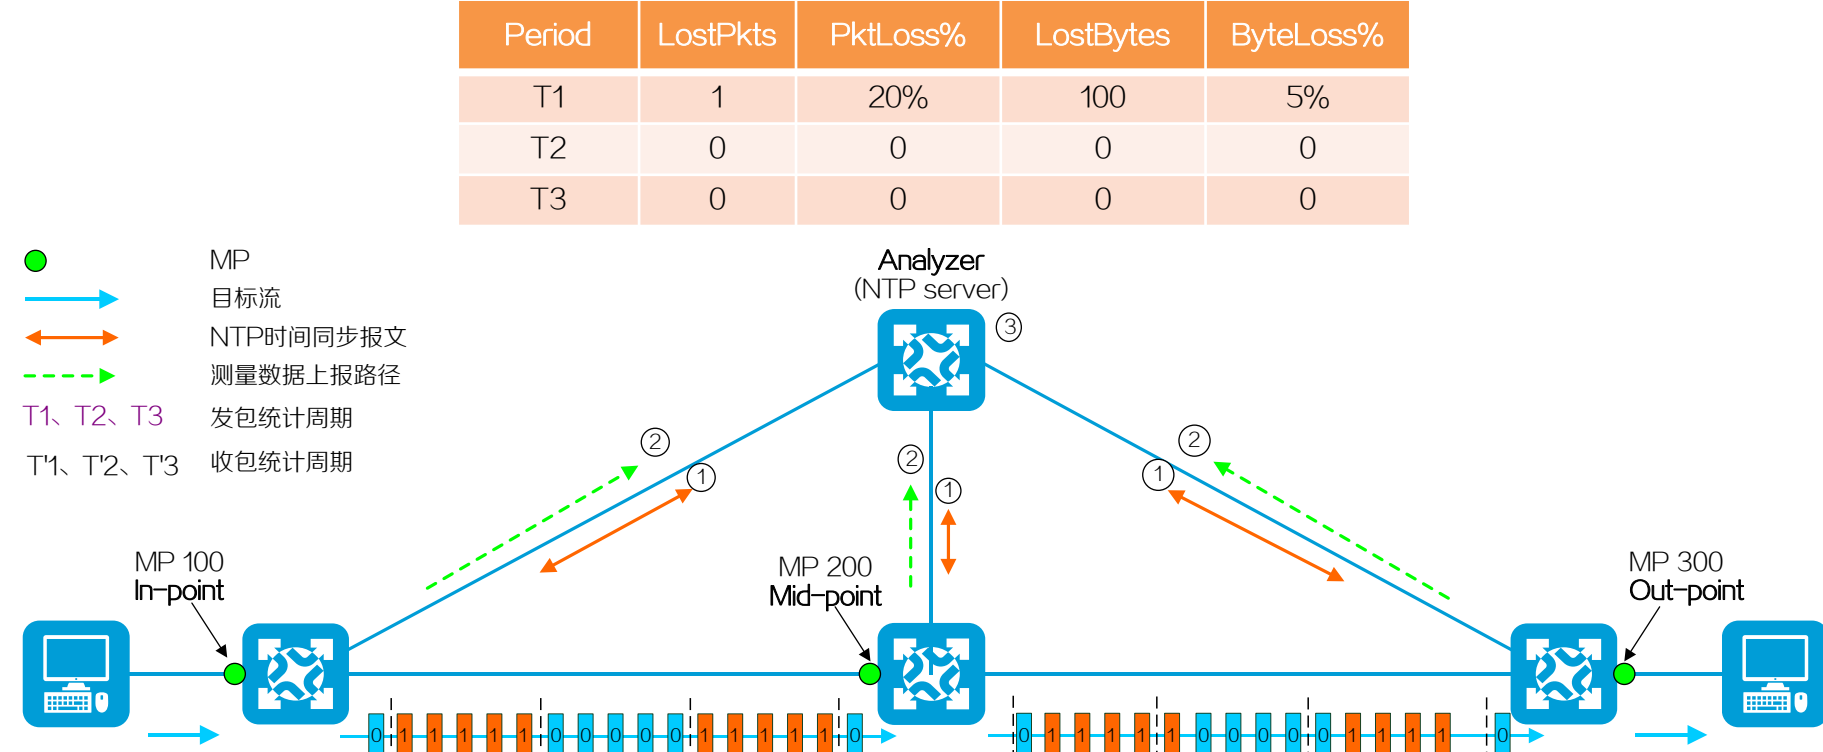 Period LostPkts PktLoss% LostBytes ByteLoss%
T1 1 20% 100 5%
T2 0 0 0 0
T3 0 0 0 0
MP
目标流
NTP时间同步报文
测量数据上报路径
T1、T2、T3 发包统计周期
T'1、T'2、T'3 收包统计周期
Analyzer
(NTP server)
③
②
①
②
①
②
①
MP 100
In-point
MP 200
Mid-point
MP 300
Out-point
0 1 1 1 1 1 0 0 0 0 0 1 1 1 1 1 0
0 1 1 1 1 1 0 0 0 0 0 1 1 1 1 0